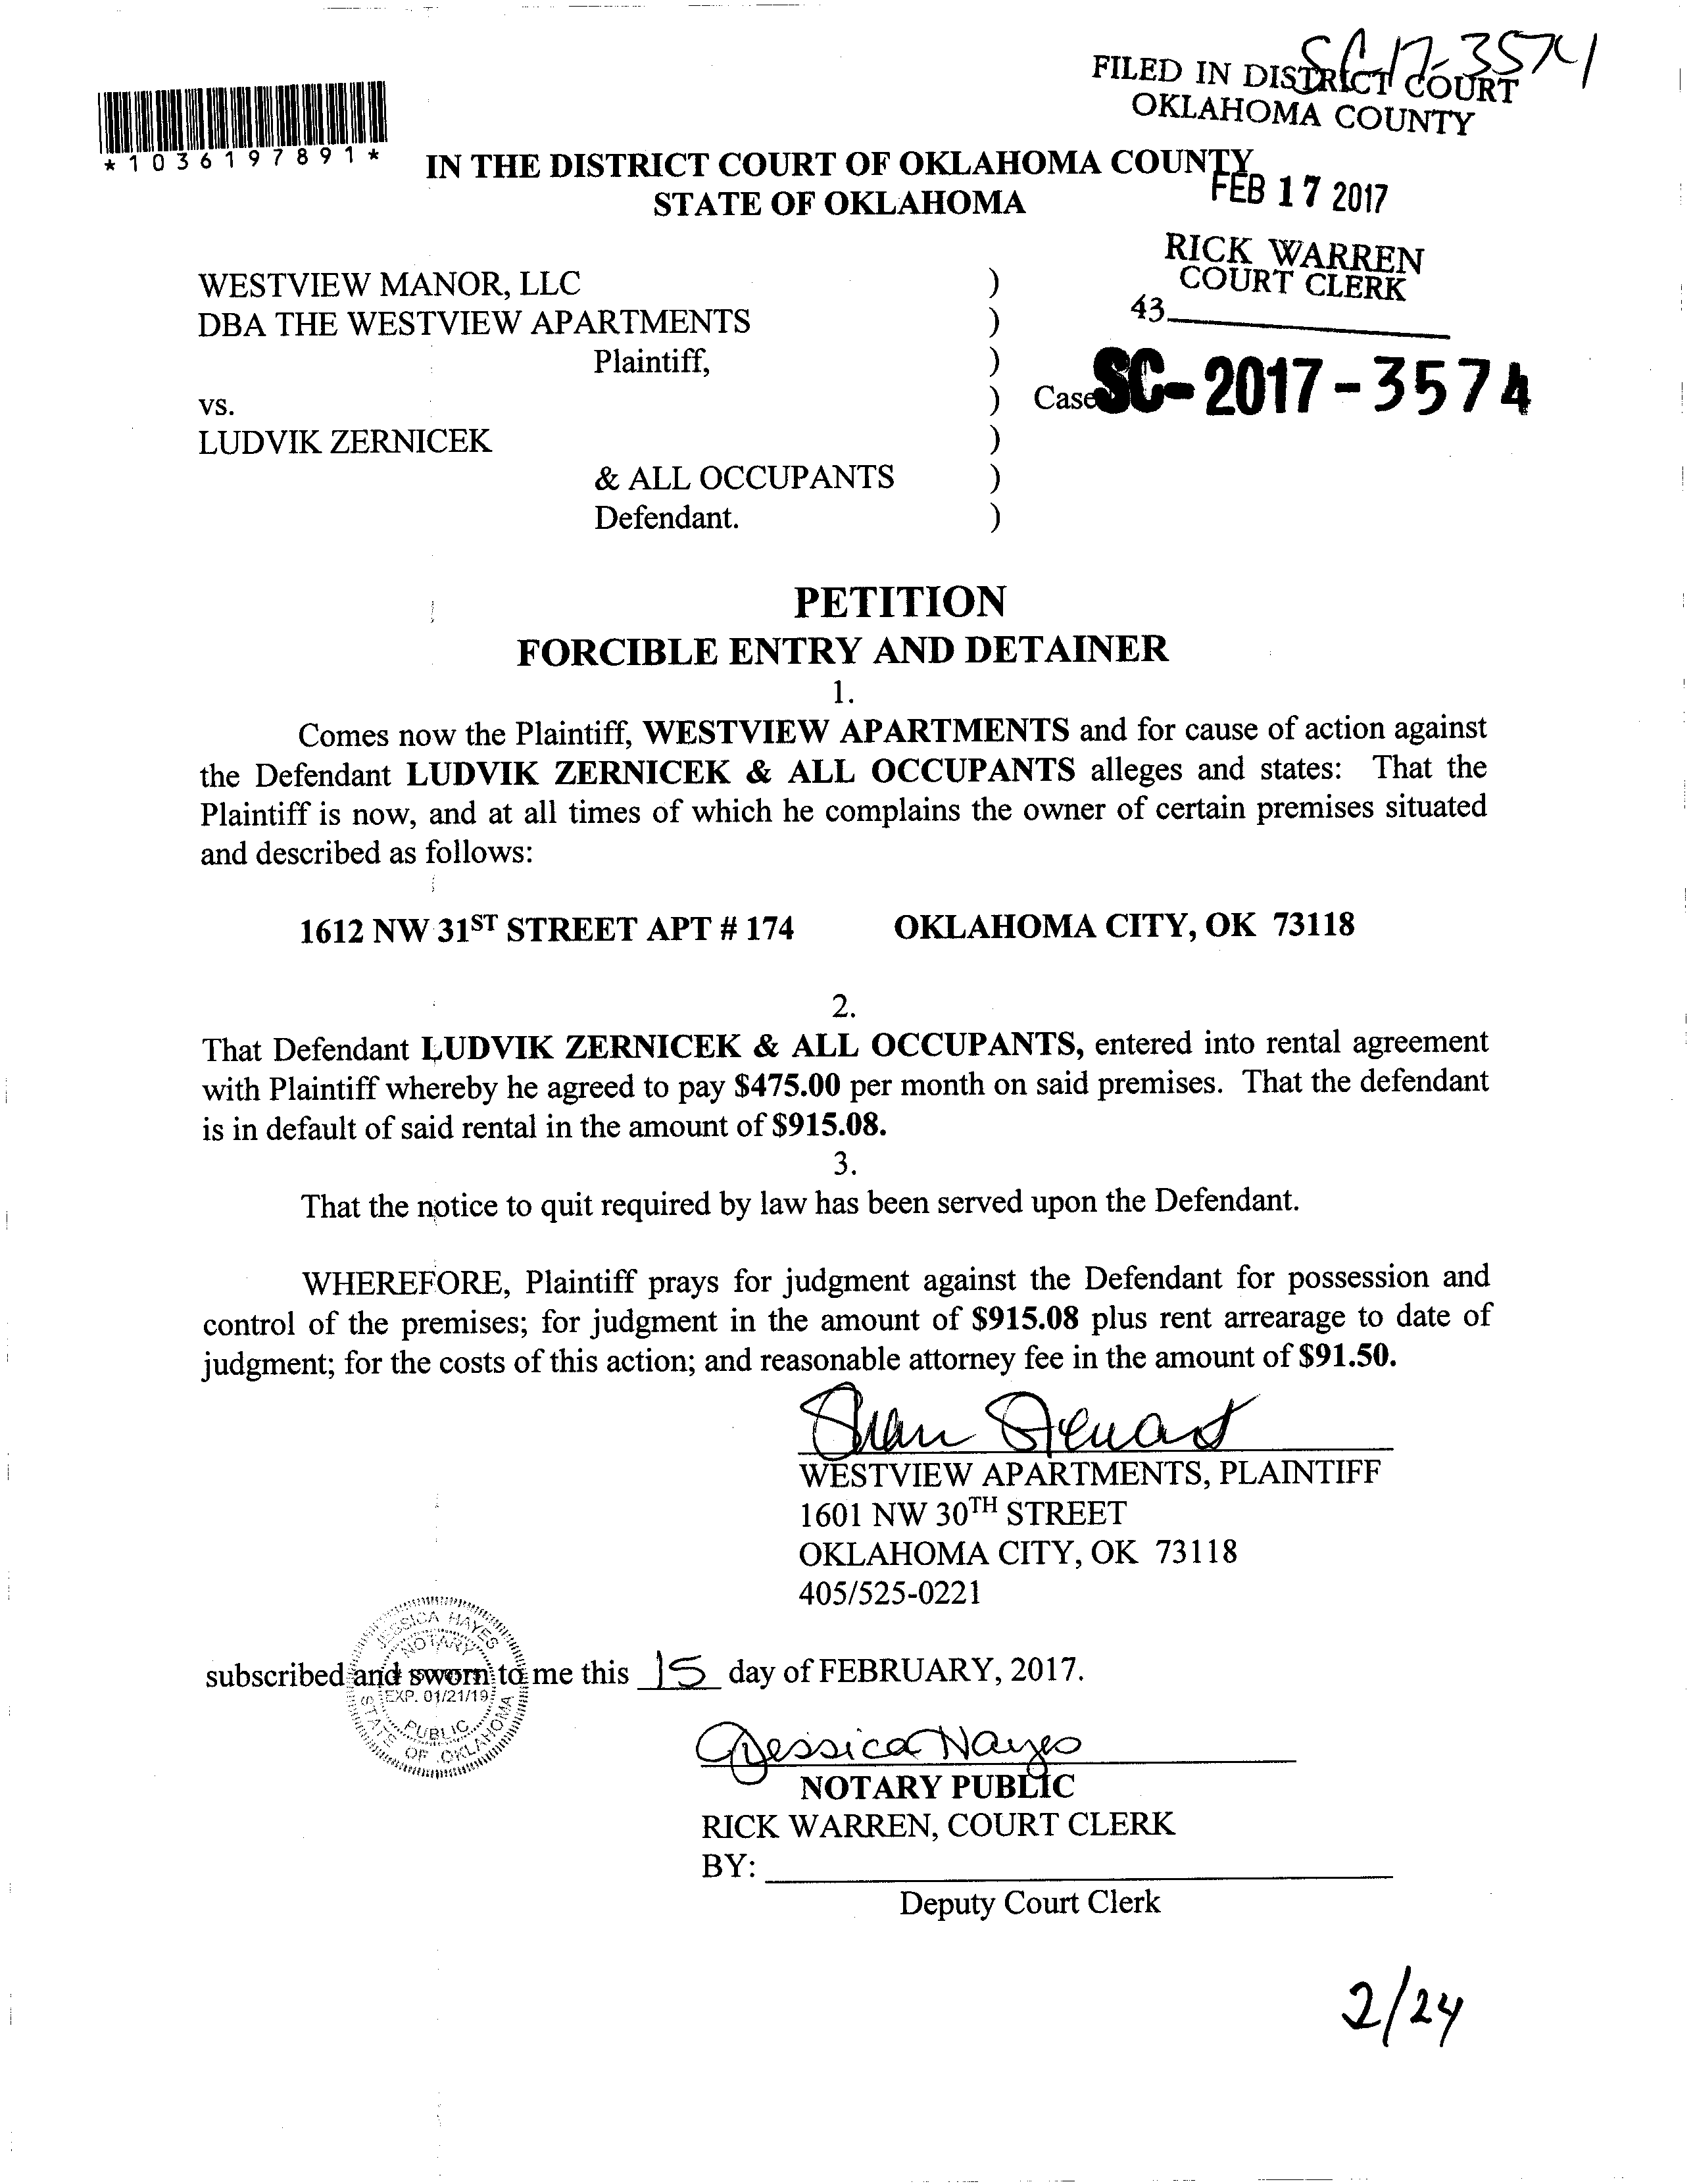 SC-17-3574
FILED IN DISTRICT COURT
OKLAHOMA COUNTY
*1036197891*
IN THE DISTRICT COURT OF OKLAHOMA COUNTY
STATE OF OKLAHOMA
FEB 17 2017
RICK WARREN
COURT CLERK
43
WESTVIEW MANOR, LLC )
DBA THE WESTVIEW APARTMENTS )
Plaintiff, )
vs. ) Case SC-2017-3574
LUDVIK ZERNICEK )
& ALL OCCUPANTS )
Defendant. )
PETITION
FORCIBLE ENTRY AND DETAINER
1.
Comes now the Plaintiff, WESTVIEW APARTMENTS and for cause of action against
the Defendant LUDVIK ZERNICEK & ALL OCCUPANTS alleges and states: That the
Plaintiff is now, and at all times of which he complains the owner of certain premises situated
and described as follows:
1612 NW 31ST STREET APT # 174 OKLAHOMA CITY, OK 73118
2.
That Defendant LUDVIK ZERNICEK & ALL OCCUPANTS, entered into rental agreement
with Plaintiff whereby he agreed to pay $475.00 per month on said premises. That the defendant
is in default of said rental in the amount of $915.08.
3.
That the notice to quit required by law has been served upon the Defendant.
WHEREFORE, Plaintiff prays for judgment against the Defendant for possession and
control of the premises; for judgment in the amount of $915.08 plus rent arrearage to date of
judgment; for the costs of this action; and reasonable attorney fee in the amount of $91.50.
WESTVIEW APARTMENTS, PLAINTIFF
1601 NW 30TH STREET
OKLAHOMA CITY, OK 73118
405/525-0221
JESSICA HAYES
NOTARY
subscribed and sworn to me this 15 day of FEBRUARY, 2017.
EXP. 01/21/19
PUBLIC
STATE OF OKLAHOMA
Jessica Hayes
NOTARY PUBLIC
RICK WARREN, COURT CLERK
BY:
Deputy Court Clerk
2/24